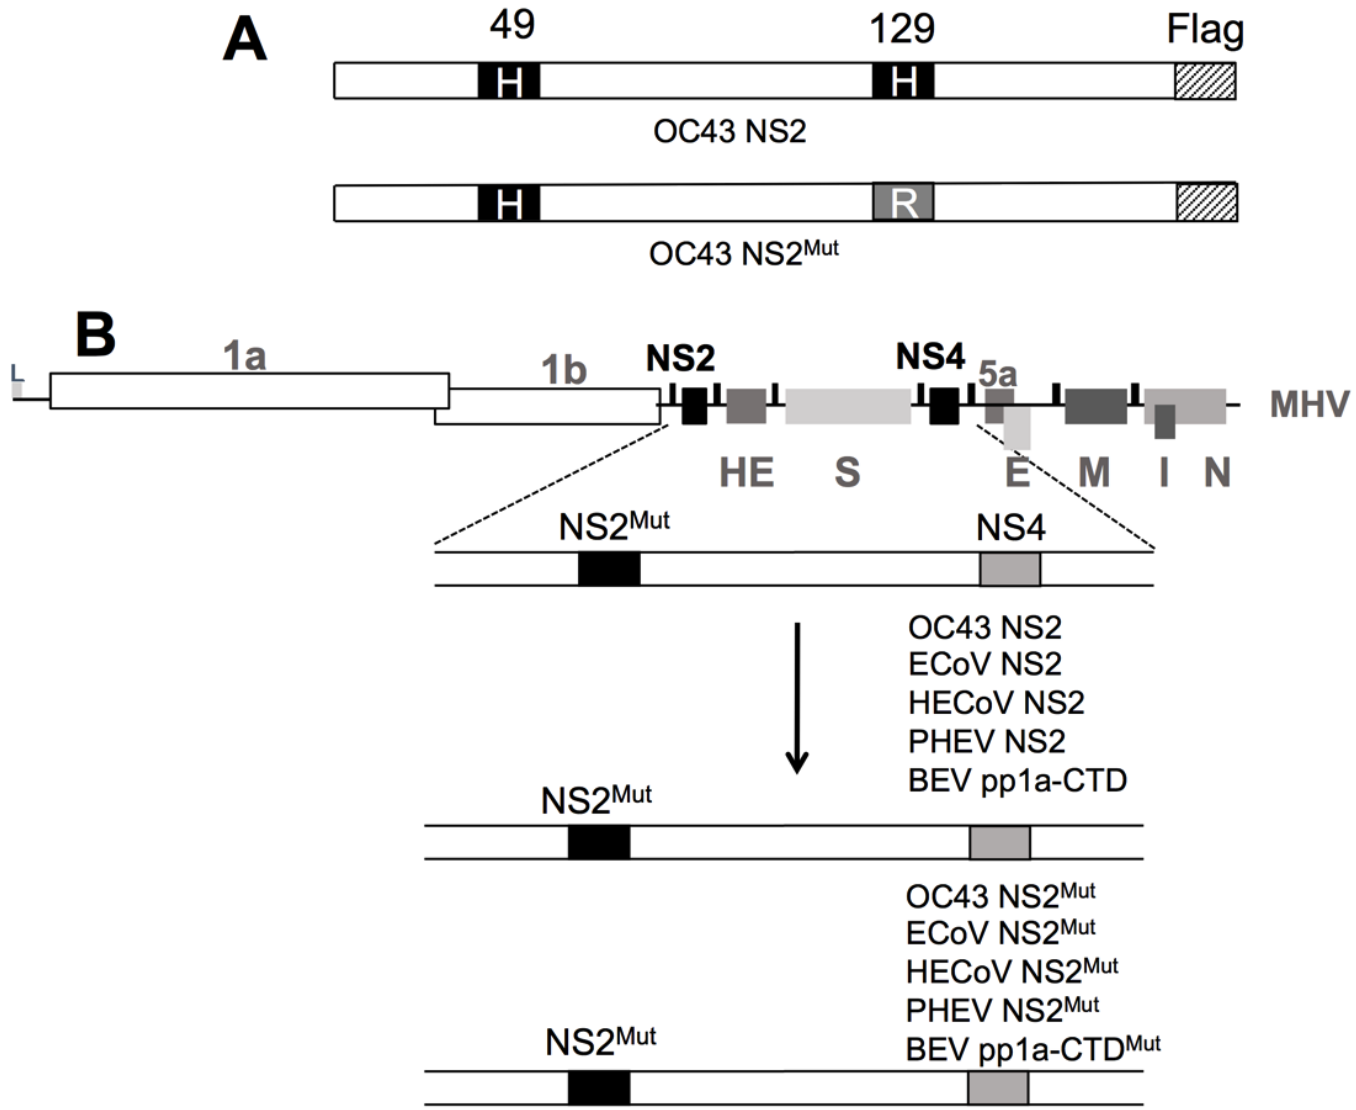 A
49 129 Flag
H H
OC43 NS2
H R
OC43 NS2Mut
B
L 1a 1b NS2 NS4 5a
MHV
HE S E M I N
NS2Mut NS4
OC43 NS2
ECoV NS2
HECoV NS2
PHEV NS2
BEV pp1a-CTD
NS2Mut
OC43 NS2Mut
ECoV NS2Mut
HECoV NS2Mut
PHEV NS2Mut
BEV pp1a-CTDMut
NS2Mut